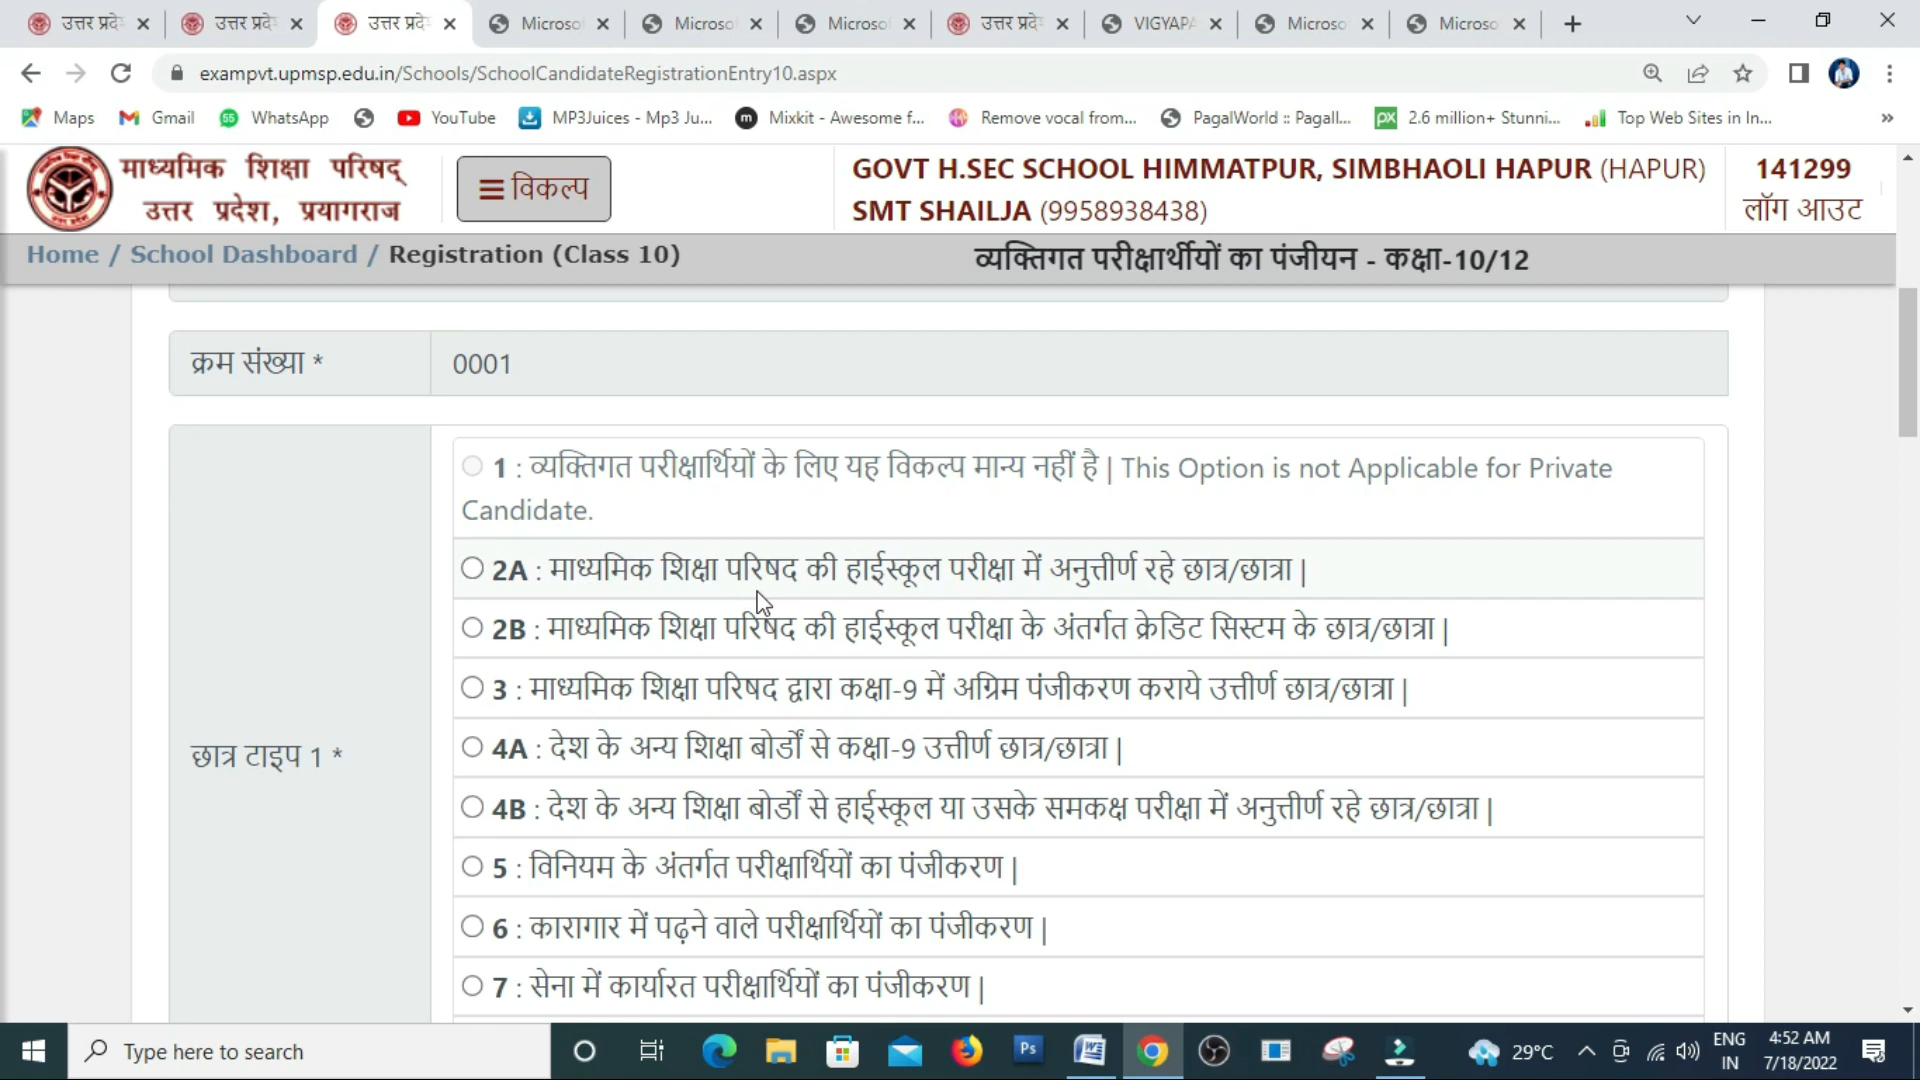 उत्तर प्रदे
उत्तर प्रदे
उत्तर प्रदे
Microso
Microso
Microso
उत्तर प्रदे
VIGYAPA
Microso
Microso
exampvt.upmsp.edu.in/Schools/SchoolCandidateRegistrationEntry10.aspx
Maps
Gmail
WhatsApp
YouTube
MP3Juices - Mp3 Ju...
Mixkit - Awesome f...
Remove vocal from...
PagalWorld :: Pagall...
2.6 million+ Stunni...
Top Web Sites in In...
माध्यमिक शिक्षा परिषद्
उत्तर प्रदेश, प्रयागराज
विकल्प
GOVT H.SEC SCHOOL HIMMATPUR, SIMBHAOLI HAPUR (HAPUR)
SMT SHAILJA (9958938438)
141299
लॉग आउट
Home / School Dashboard / Registration (Class 10)
व्यक्तिगत परीक्षार्थीयों का पंजीयन - कक्षा-10/12
क्रम संख्या *
0001
छात्र टाइप 1 *
1 : व्यक्तिगत परीक्षार्थियों के लिए यह विकल्प मान्य नहीं है | This Option is not Applicable for Private
Candidate.
2A : माध्यमिक शिक्षा परिषद की हाईस्कूल परीक्षा में अनुत्तीर्ण रहे छात्र/छात्रा |
2B : माध्यमिक शिक्षा परिषद की हाईस्कूल परीक्षा के अंतर्गत क्रेडिट सिस्टम के छात्र/छात्रा |
3 : माध्यमिक शिक्षा परिषद द्वारा कक्षा-9 में अग्रिम पंजीकरण कराये उत्तीर्ण छात्र/छात्रा |
4A : देश के अन्य शिक्षा बोर्डों से कक्षा-9 उत्तीर्ण छात्र/छात्रा |
4B : देश के अन्य शिक्षा बोर्डों से हाईस्कूल या उसके समकक्ष परीक्षा में अनुत्तीर्ण रहे छात्र/छात्रा |
5 : विनियम के अंतर्गत परीक्षार्थियों का पंजीकरण |
6 : कारागार में पढ़ने वाले परीक्षार्थियों का पंजीकरण |
7 : सेना में कार्यारत परीक्षार्थियों का पंजीकरण |
Type here to search
29°C
ENG
IN
4:52 AM
7/18/2022